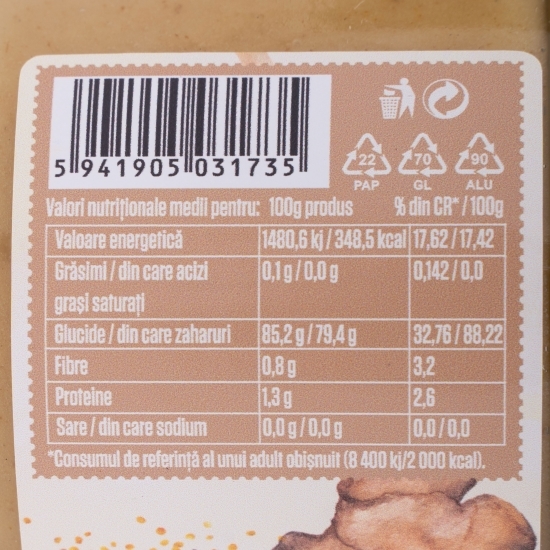 5 941905 031735
22 70 90
PAP GL ALU
Valori nutriționale medii pentru: 100g produs % din CR* / 100g
Valoare energetică 1480,6 kj / 348,5 kcal 17,62 / 17,42
Grăsimi / din care acizi 0,1 g / 0,0 g 0,142 / 0,0
grași saturați
Glucide / din care zaharuri 85,2 g / 79,4 g 32,76 / 88,22
Fibre 0,8 g 3,2
Proteine 1,3 g 2,6
Sare / din care sodium 0,0 g / 0,0 g 0,0 / 0,0
*Consumul de referință al unui adult obișnuit (8 400 kj/2 000 kcal).